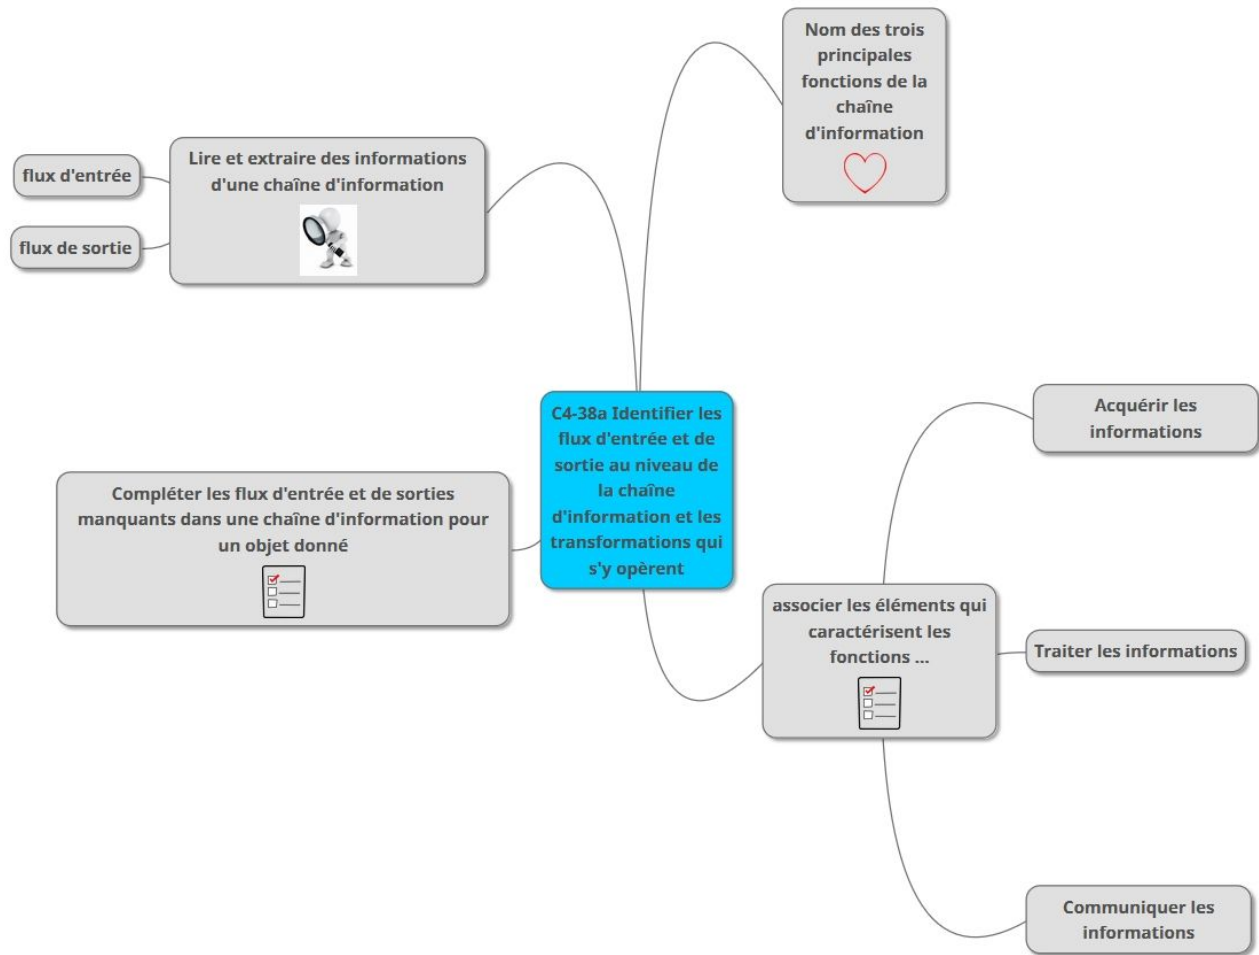 Nom des trois
principales
fonctions de la
chaîne
d'information
Lire et extraire des informations
d'une chaîne d'information
flux d'entrée
flux de sortie
C4-38a Identifier les
flux d'entrée et de
sortie au niveau de
la chaîne
d'information et les
transformations qui
s'y opèrent
Compléter les flux d'entrée et de sorties
manquants dans une chaîne d'information pour
un objet donné
associer les éléments qui
caractérisent les
fonctions ...
Acquérir les
informations
Traiter les informations
Communiquer les
informations